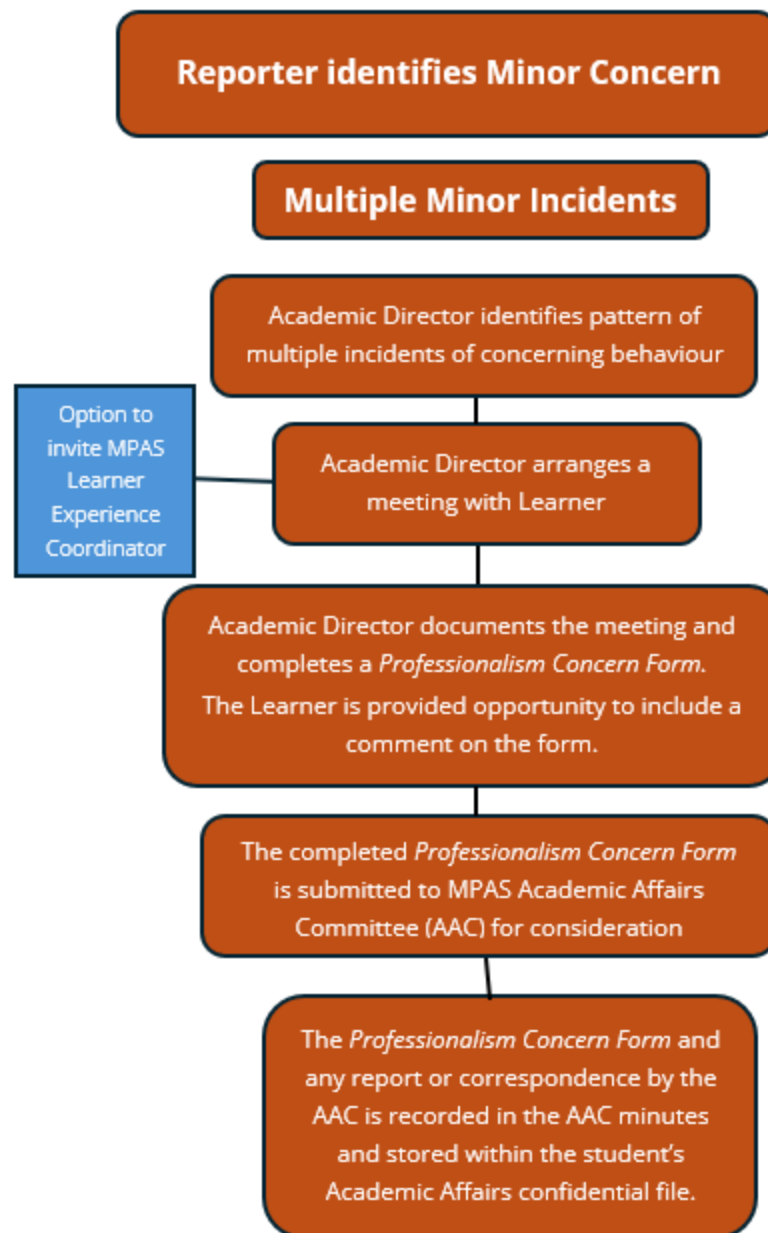 Reporter identifies Minor Concern
Multiple Minor Incidents
Academic Director identifies pattern of
multiple incidents of concerning behaviour
Option to
invite MPAS
Learner
Experience
Coordinator
Academic Director arranges a
meeting with Learner
Academic Director documents the meeting and
completes a Professionalism Concern Form.
The Learner is provided opportunity to include a
comment on the form.
The completed Professionalism Concern Form
is submitted to MPAS Academic Affairs
Committee (AAC) for consideration
The Professionalism Concern Form and
any report or correspondence by the
AAC is recorded in the AAC minutes
and stored within the student’s
Academic Affairs confidential file.